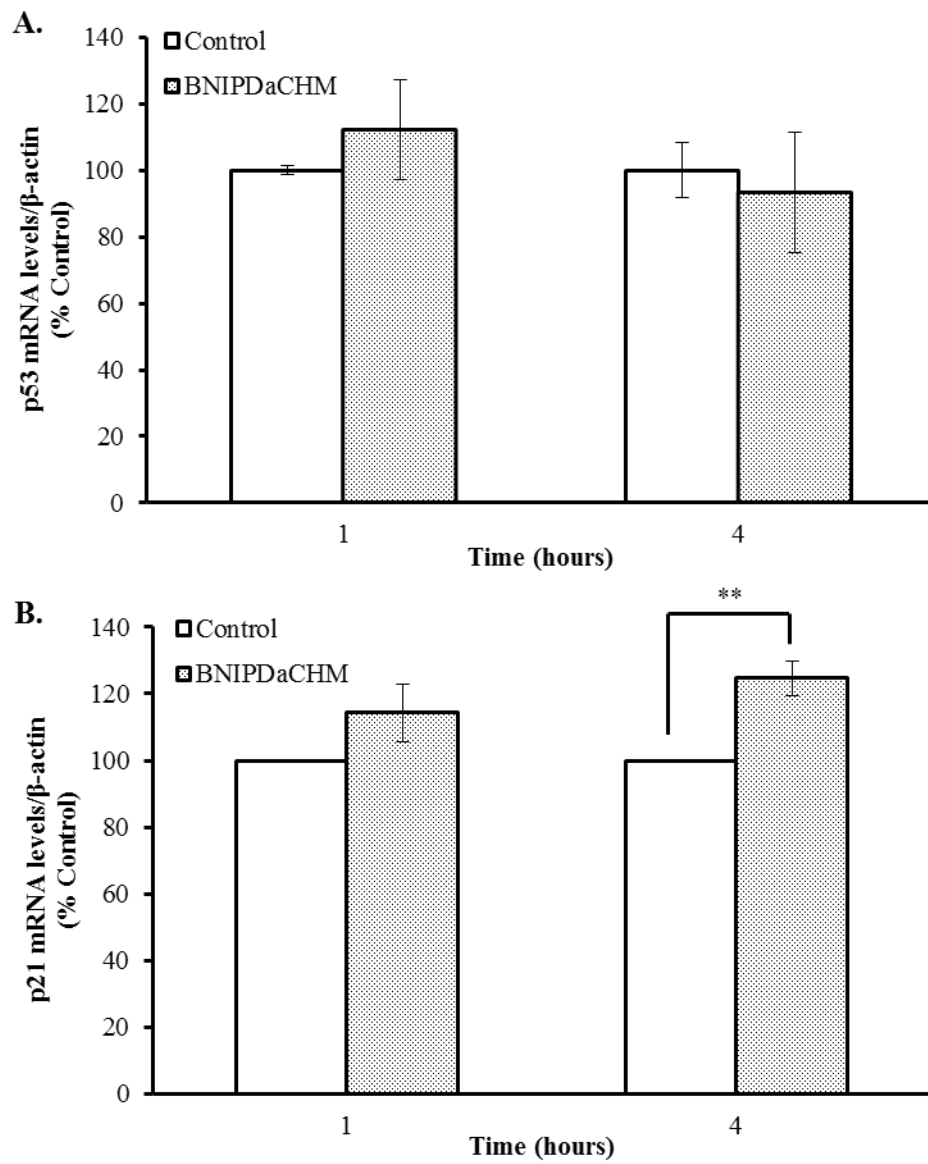 A.
140
120
100
80
60
40
20
0
Control
BNIPDaCHM
p53 mRNA levels/β-actin
(% Control)
1
4
Time (hours)
B.
140
120
100
80
60
40
20
0
Control
BNIPDaCHM
**
p21 mRNA levels/β-actin
(% Control)
1
4
Time (hours)